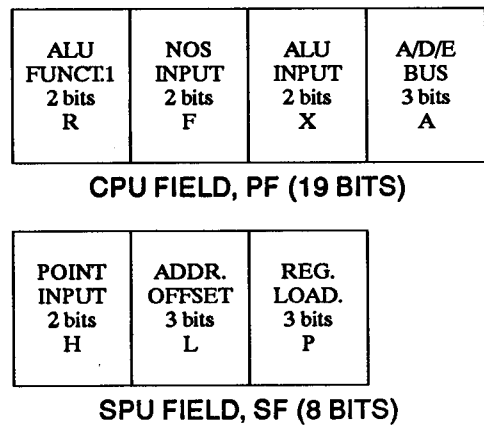 ALU FUNCT.1 2 bits R
NOS INPUT 2 bits F
ALU INPUT 2 bits X
A/D/E BUS 3 bits A
CPU FIELD, PF (19 BITS)
POINT INPUT 2 bits H
ADDR. OFFSET 3 bits L
REG. LOAD. 3 bits P
SPU FIELD, SF (8 BITS)